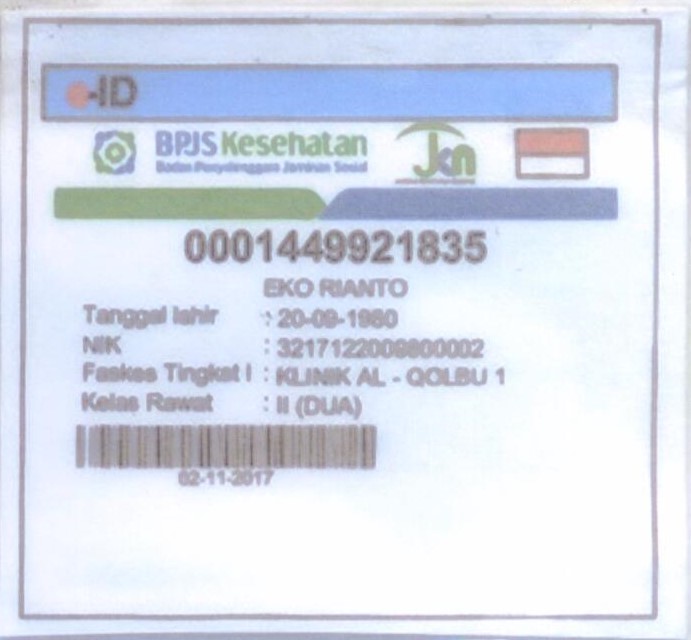 e-ID
BPJS Kesehatan
Badan Penyelenggara Jaminan Sosial
Jkn
0001449921835
EKO RIANTO
Tanggal lahir : 20-09-1980
NIK : 3217122009800002
Faskes Tingkat I : KLINIK AL - QOLBU 1
Kelas Rawat : II (DUA)
02-11-2017